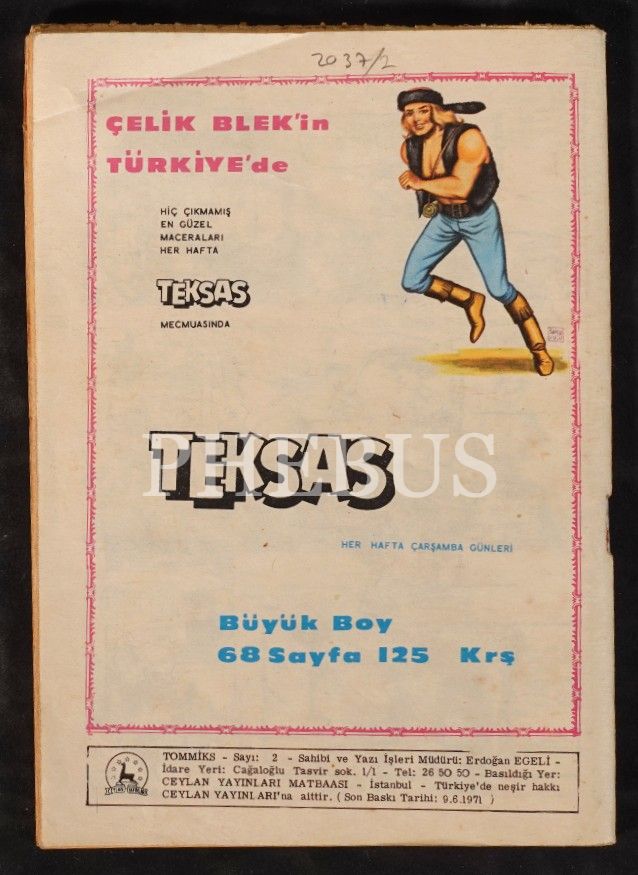 2037/2
ÇELİK BLEK'in
TÜRKİYE'de
HİÇ ÇIKMAMIŞ
EN GÜZEL
MACERALARI
HER HAFTA
TEKSAS
MECMUASINDA
TEKSAS
HER HAFTA ÇARŞAMBA GÜNLERİ
Büyük Boy
68 Sayfa 125 Krş
TOMMİKS - Sayı: 2 - Sahibi ve Yazı İşleri Müdürü: Erdoğan EGELİ -
İdare Yeri: Cağaloğlu Tasvir sok. 1/1 - Tel: 26 50 50 - Basıldığı Yer:
CEYLAN YAYINLARI MATBAASI - İstanbul - Türkiye'de neşir hakkı
CEYLAN YAYINLARI'na aittir. ( Son Baskı Tarihi: 9.6.1971 )
CEYLAN YAYINLARI